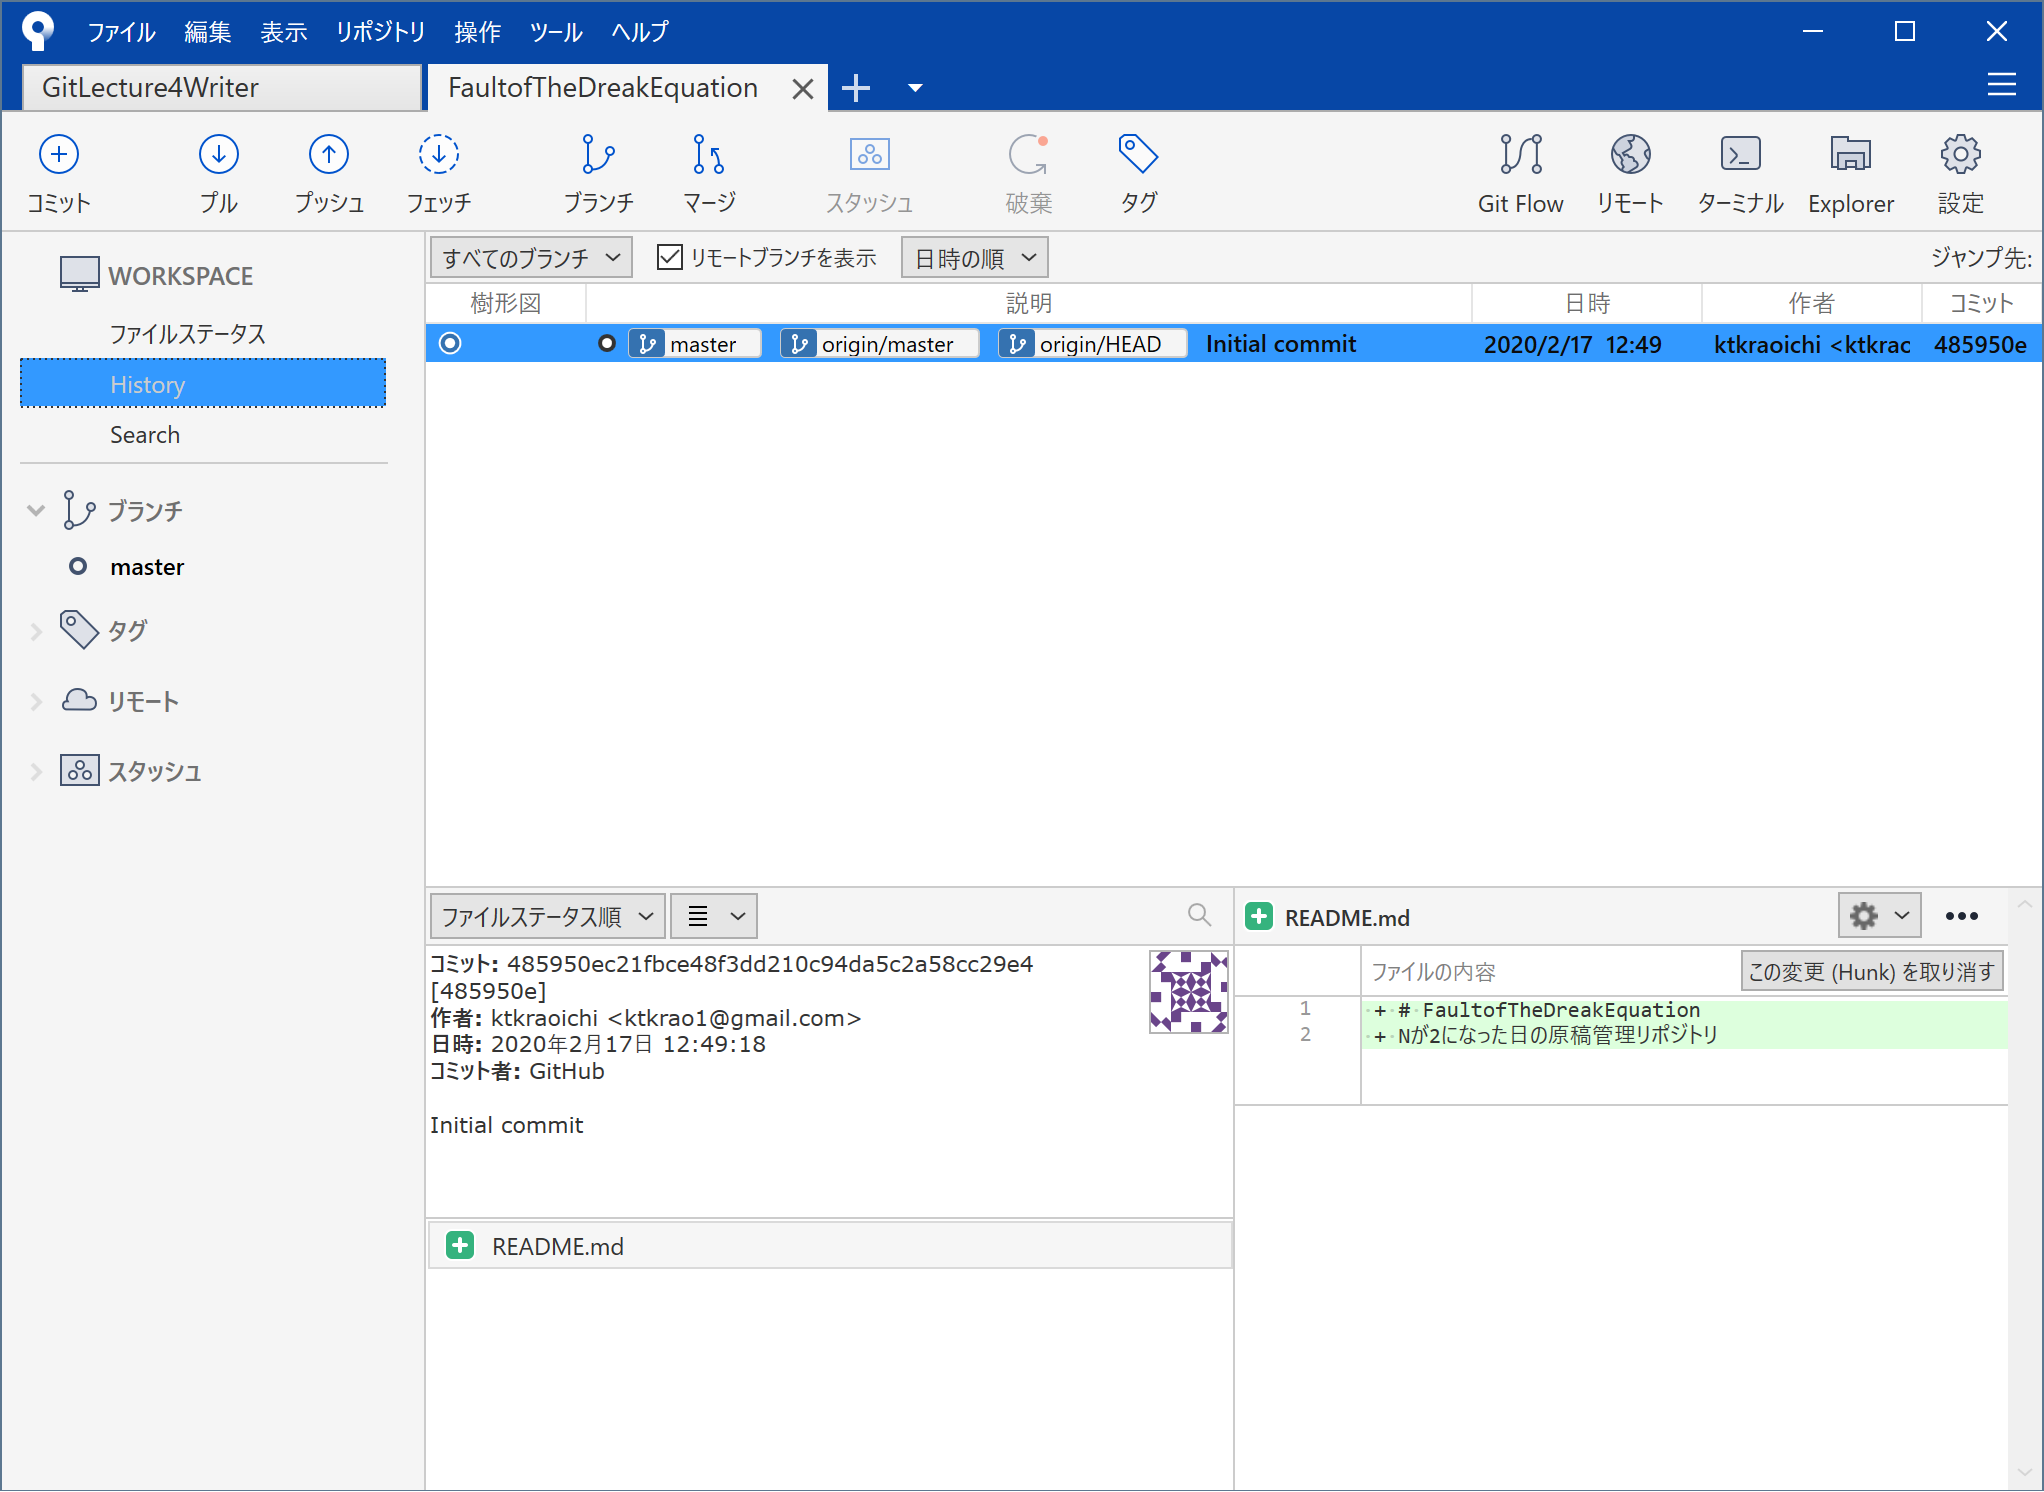 ファイル 編集 表示 リポジトリ 操作 ツール ヘルプ
GitLecture4Writer
FaultofTheDreakEquation
コミット プル プッシュ フェッチ ブランチ マージ スタッシュ 破棄 タグ Git Flow リモート ターミナル Explorer 設定
WORKSPACE
ファイルステータス
History
Search
ブランチ
master
タグ
リモート
スタッシュ
すべてのブランチ リモートブランチを表示 日時の順 ジャンプ先:
樹形図 説明 日時 作者 コミット
master origin/master origin/HEAD Initial commit 2020/2/17 12:49 ktkraoichi <ktkrac 485950e
ファイルステータス順
コミット: 485950ec21fbce48f3dd210c94da5c2a58cc29e4
[485950e]
作者: ktkraoichi <ktkrao1@gmail.com>
日時: 2020年2月17日 12:49:18
コミット者: GitHub
Initial commit
README.md
README.md
ファイルの内容 この変更 (Hunk) を取り消す
1 + # FaultofTheDreakEquation
2 + Nが2になった日の原稿管理リポジトリ